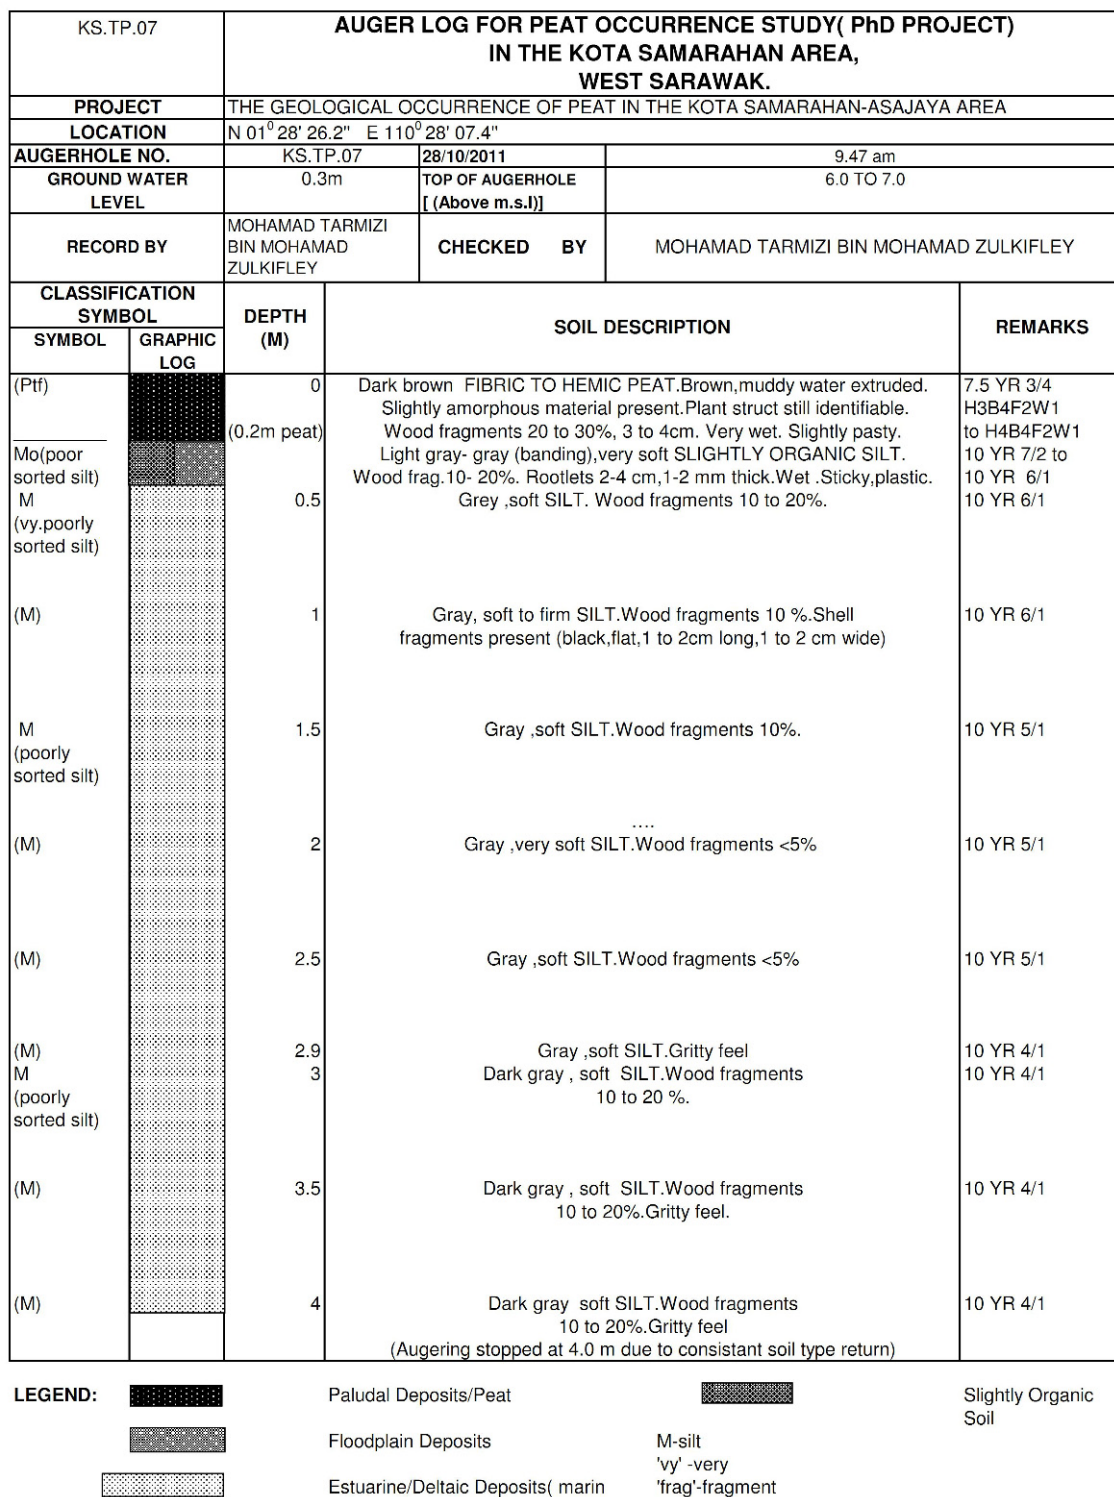 KS.TP.07
AUGER LOG FOR PEAT OCCURRENCE STUDY( PhD PROJECT)
IN THE KOTA SAMARAHAN AREA,
WEST SARAWAK.
PROJECT THE GEOLOGICAL OCCURRENCE OF PEAT IN THE KOTA SAMARAHAN-ASAJAYA AREA
LOCATION N 01⁰ 28' 26.2" E 110⁰ 28' 07.4"
AUGERHOLE NO. KS.TP.07 28/10/2011 9.47 am
GROUND WATER LEVEL 0.3m TOP OF AUGERHOLE [ (Above m.s.l)] 6.0 TO 7.0
RECORD BY MOHAMAD TARMIZI BIN MOHAMAD ZULKIFLEY CHECKED BY MOHAMAD TARMIZI BIN MOHAMAD ZULKIFLEY
CLASSIFICATION SYMBOL
SYMBOL GRAPHIC LOG DEPTH (M) SOIL DESCRIPTION REMARKS
(Ptf) 0 Dark brown FIBRIC TO HEMIC PEAT.Brown,muddy water extruded. 7.5 YR 3/4
Slightly amorphous material present.Plant struct still identifiable. H3B4F2W1
(0.2m peat) Wood fragments 20 to 30%, 3 to 4cm. Very wet. Slightly pasty. to H4B4F2W1
Mo(poor Light gray- gray (banding),very soft SLIGHTLY ORGANIC SILT. 10 YR 7/2 to
sorted silt) Wood frag.10- 20%. Rootlets 2-4 cm,1-2 mm thick.Wet .Sticky,plastic. 10 YR 6/1
M 0.5 Grey ,soft SILT. Wood fragments 10 to 20%. 10 YR 6/1
(vy.poorly
sorted silt)
(M) 1 Gray, soft to firm SILT.Wood fragments 10 %.Shell 10 YR 6/1
fragments present (black,flat,1 to 2cm long,1 to 2 cm wide)
M 1.5 Gray ,soft SILT.Wood fragments 10%. 10 YR 5/1
(poorly
sorted silt)
....
(M) 2 Gray ,very soft SILT.Wood fragments <5% 10 YR 5/1
(M) 2.5 Gray ,soft SILT.Wood fragments <5% 10 YR 5/1
(M) 2.9 Gray ,soft SILT.Gritty feel 10 YR 4/1
M 3 Dark gray , soft SILT.Wood fragments 10 YR 4/1
(poorly 10 to 20 %.
sorted silt)
(M) 3.5 Dark gray , soft SILT.Wood fragments 10 YR 4/1
10 to 20%.Gritty feel.
(M) 4 Dark gray soft SILT.Wood fragments 10 YR 4/1
10 to 20%.Gritty feel
(Augering stopped at 4.0 m due to consistant soil type return)
LEGEND: Paludal Deposits/Peat Slightly Organic
Soil
Floodplain Deposits M-silt
'vy' -very
Estuarine/Deltaic Deposits( marin 'frag'-fragment